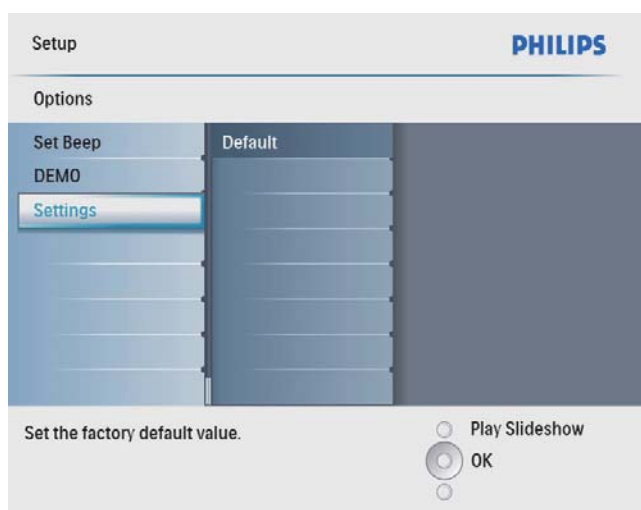 Setup
PHILIPS
Options
Set Beep
Default
DEMO
Settings
Set the factory default value.
Play Slideshow
OK